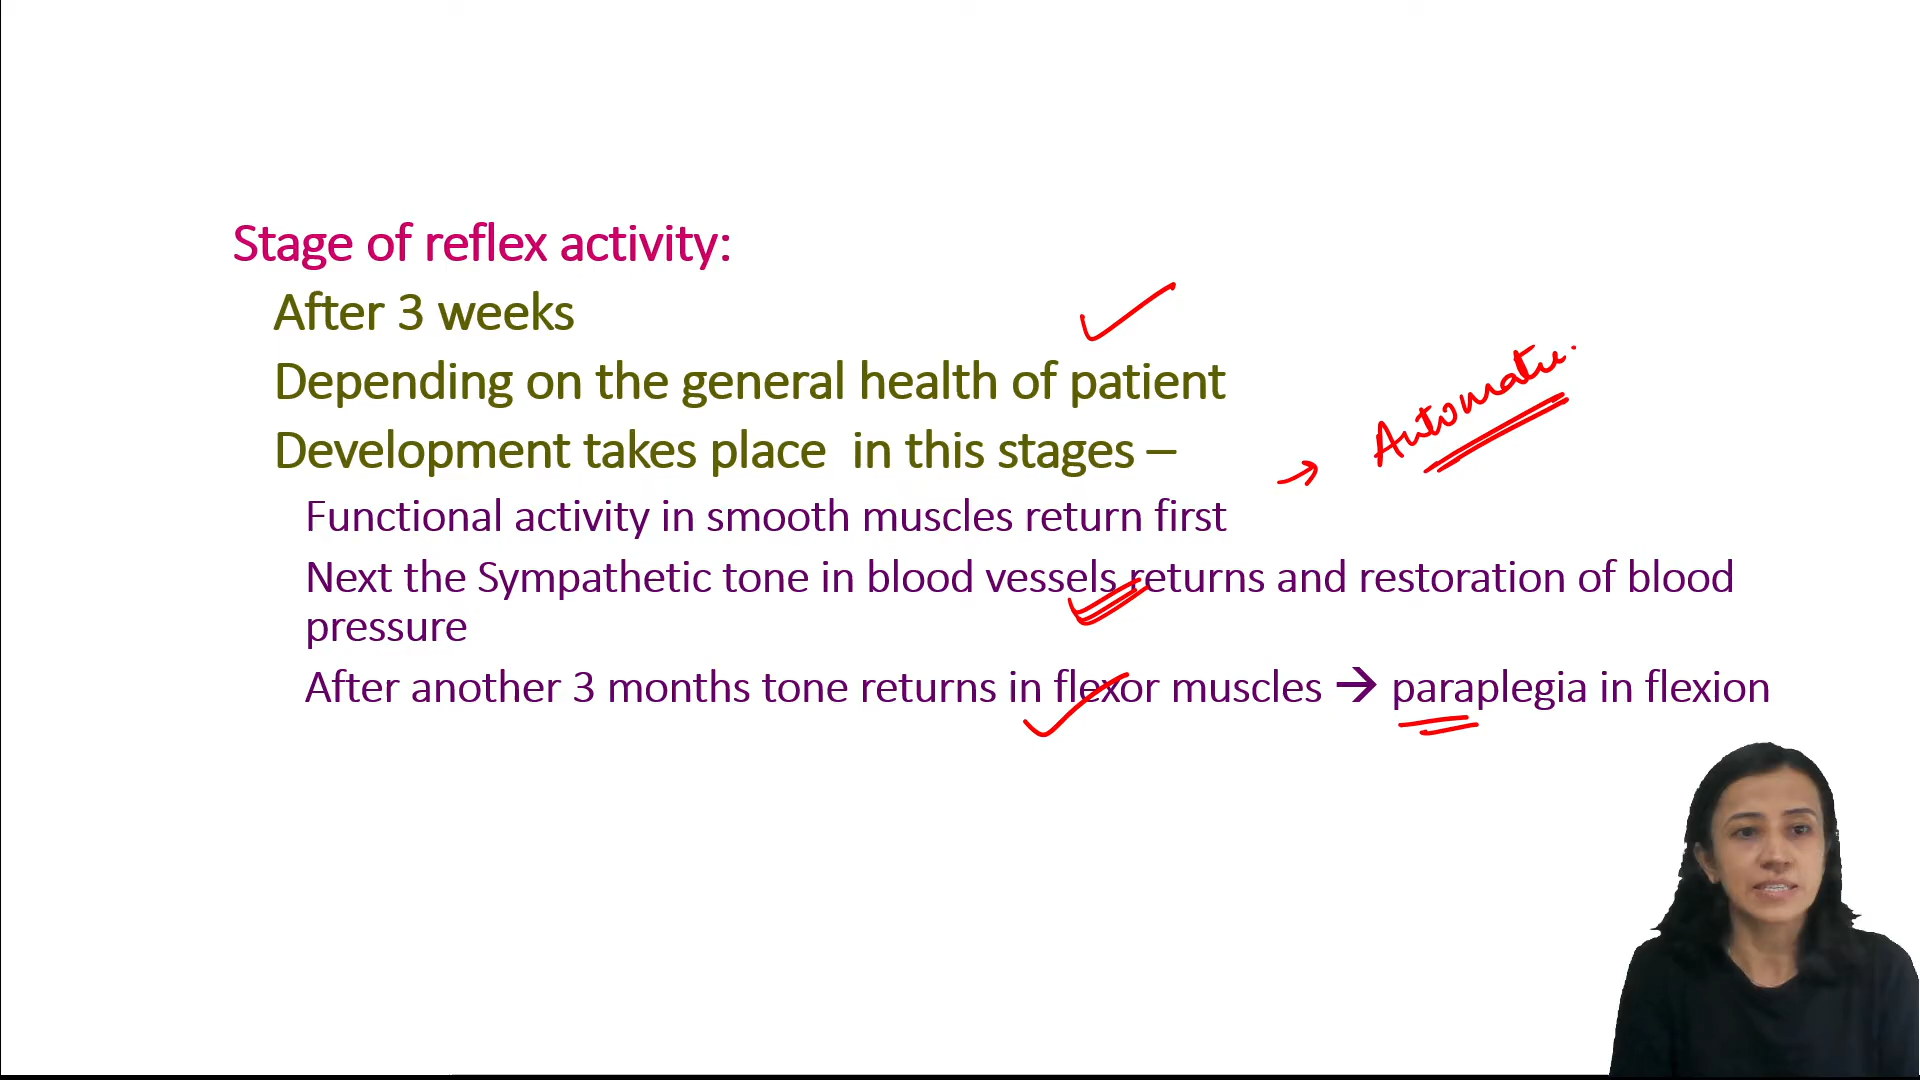 Stage of reflex activity:
After 3 weeks
Depending on the general health of patient
Automatic
Development takes place in this stages –
Functional activity in smooth muscles return first
Next the Sympathetic tone in blood vessels returns and restoration of blood
pressure
After another 3 months tone returns in flexor muscles → paraplegia in flexion